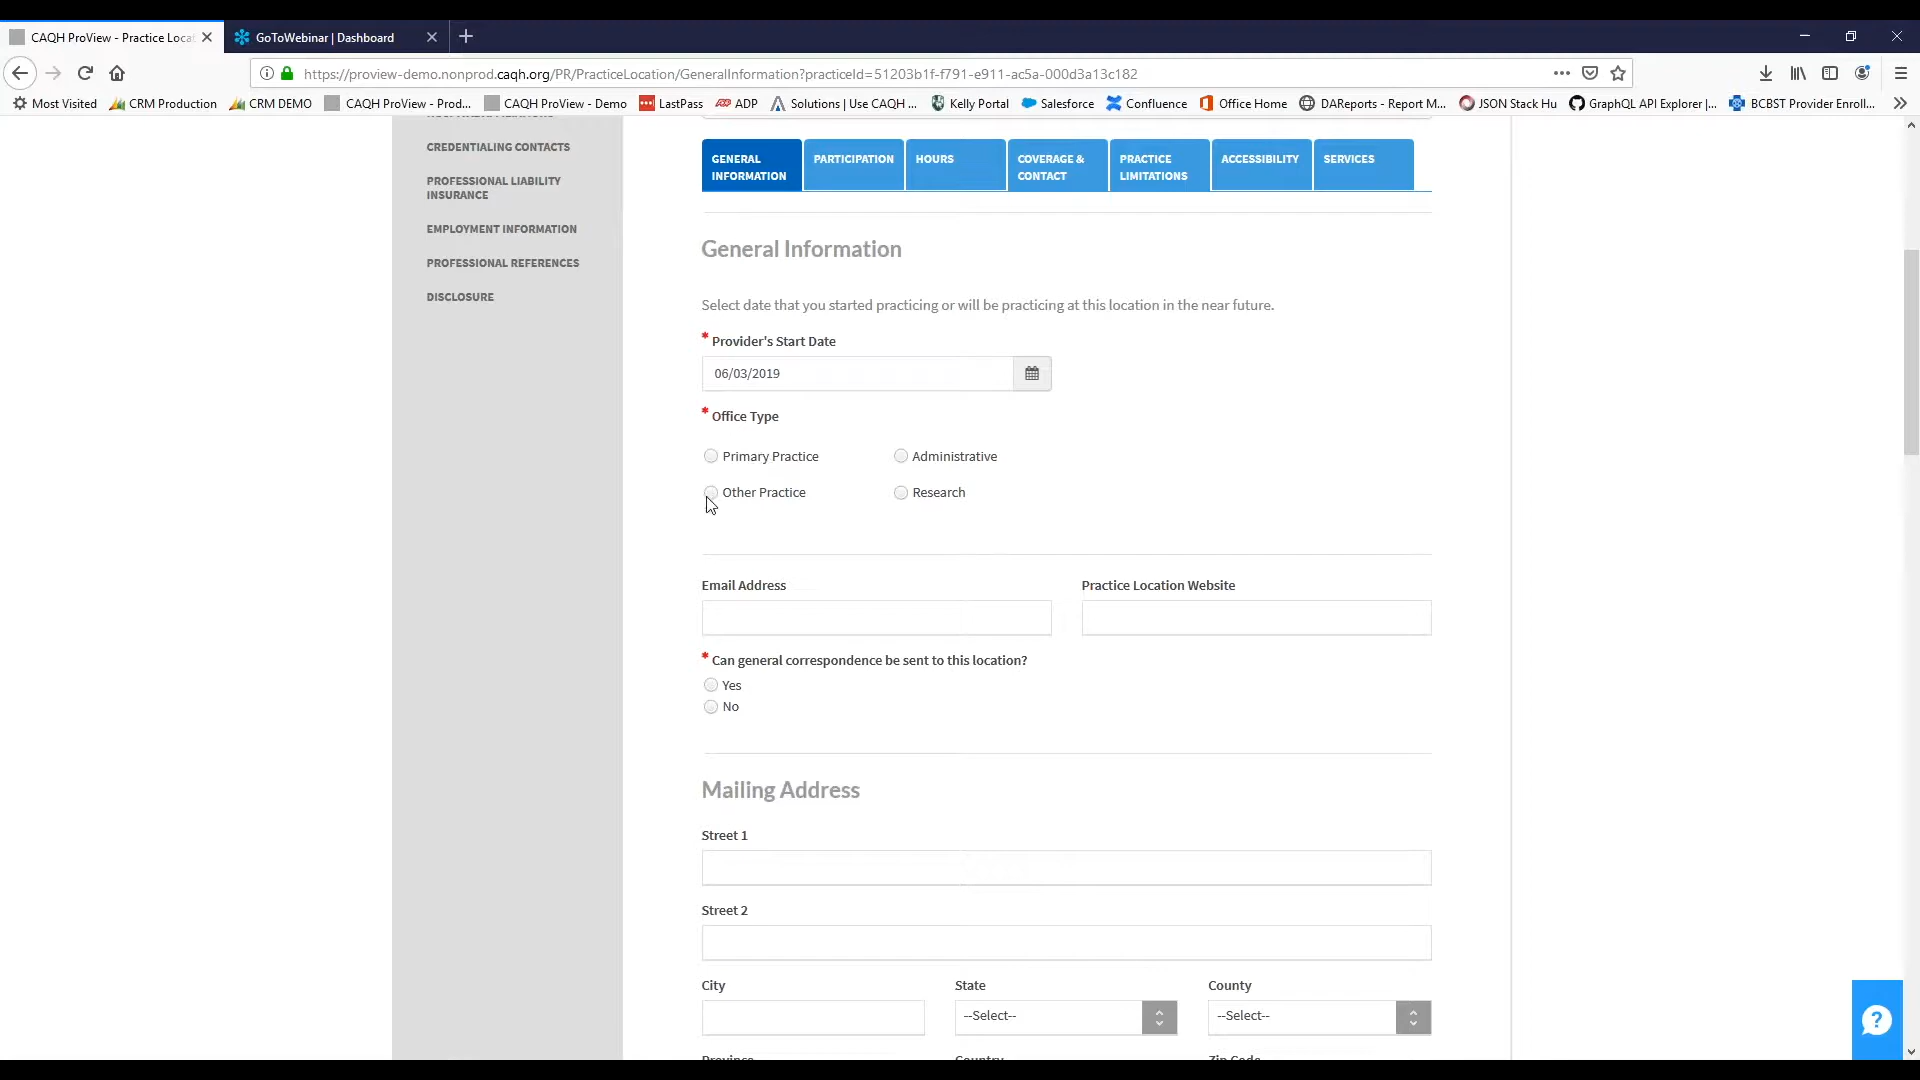 CAQH ProView - Practice Locat
GoToWebinar | Dashboard
https://proview-demo.nonprod.caqh.org/PR/PracticeLocation/GeneralInformation?practiceId=51203b1f-f791-e911-ac5a-000d3a13c182
Most Visited CRM Production CRM DEMO CAQH ProView - Prod... CAQH ProView - Demo LastPass ADP Solutions | Use CAQH ... Kelly Portal Salesforce Confluence Office Home DAReports - Report M... JSON Stack Hu GraphQL API Explorer |... BCBST Provider Enroll...
CREDENTIALING CONTACTS
PROFESSIONAL LIABILITY
INSURANCE
EMPLOYMENT INFORMATION
PROFESSIONAL REFERENCES
DISCLOSURE
GENERAL
INFORMATION
PARTICIPATION
HOURS
COVERAGE &
CONTACT
PRACTICE
LIMITATIONS
ACCESSIBILITY
SERVICES
General Information
Select date that you started practicing or will be practicing at this location in the near future.
* Provider's Start Date
06/03/2019
* Office Type
Primary Practice Administrative
Other Practice Research
Email Address Practice Location Website
* Can general correspondence be sent to this location?
Yes
No
Mailing Address
Street 1
Street 2
City State County
--Select-- --Select--
Province Country Zip Code
?